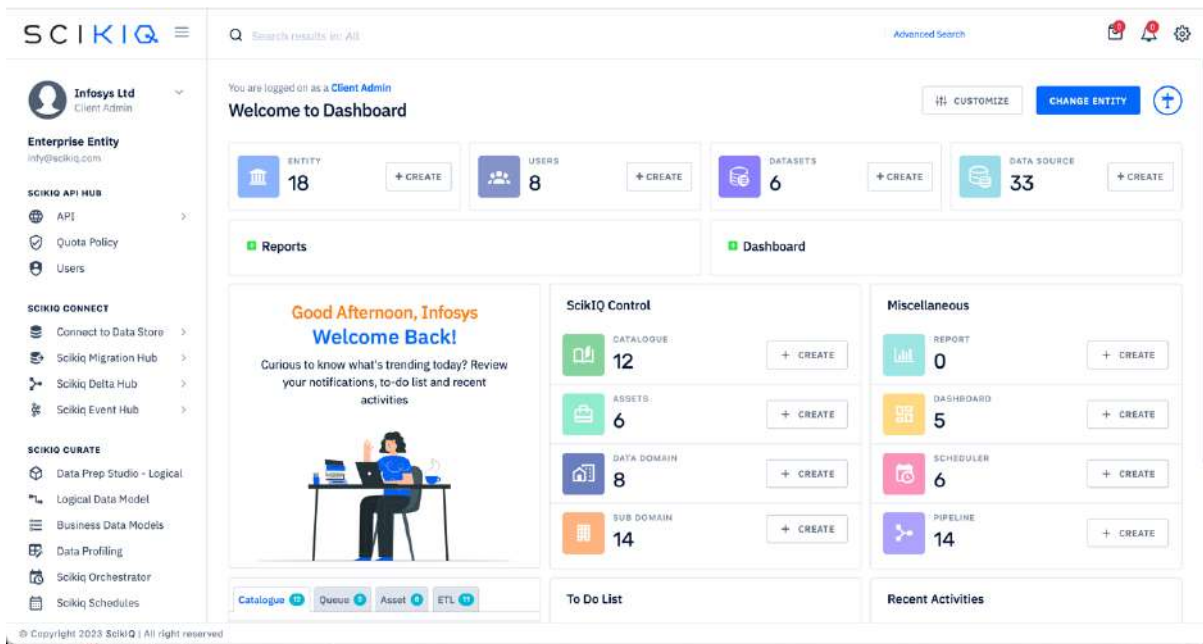 SCIKIQ
Search results in: All
Advanced Search
0
0
Infosys Ltd
Client Admin
Enterprise Entity
infy@scikiq.com
SCIKIQ API HUB
API
Quota Policy
Users
SCIKIQ CONNECT
Connect to Data Store
Scikiq Migration Hub
Scikiq Delta Hub
Scikiq Event Hub
SCIKIQ CURATE
Data Prep Studio - Logical
Logical Data Model
Business Data Models
Data Profiling
Scikiq Orchestrator
Scikiq Schedules
You are logged on as a Client Admin
Welcome to Dashboard
CUSTOMIZE
CHANGE ENTITY
ENTITY
18
+ CREATE
USERS
8
+ CREATE
DATASETS
6
+ CREATE
DATA SOURCE
33
+ CREATE
Reports
Dashboard
Good Afternoon, Infosys
Welcome Back!
Curious to know what's trending today? Review
your notifications, to-do list and recent
activities
ScikIQ Control
CATALOGUE
12
+ CREATE
ASSETS
6
+ CREATE
DATA DOMAIN
8
+ CREATE
SUB DOMAIN
14
+ CREATE
Miscellaneous
REPORT
0
+ CREATE
DASHBOARD
5
+ CREATE
SCHEDULER
6
+ CREATE
PIPELINE
14
+ CREATE
Catalogue
Queue
Asset
ETL
To Do List
Recent Activities
© Copyright 2023 ScikIQ | All right reserved